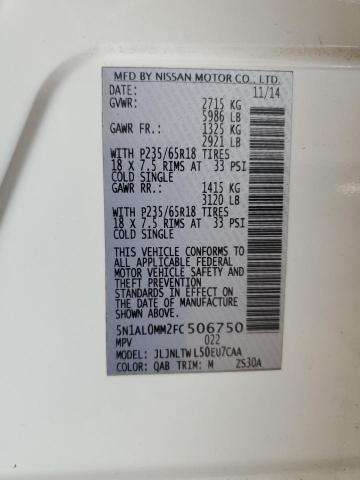 MFD BY NISSAN MOTOR CO., LTD.
DATE: 11/14
GVWR: 2715 KG
5986 LB
GAWR FR.: 1325 KG
2921 LB
WITH P235/65R18 TIRES
18 X 7.5 RIMS AT 33 PSI
COLD SINGLE
GAWR RR.: 1415 KG
3120 LB
WITH P235/65R18 TIRES
18 X 7.5 RIMS AT 33 PSI
COLD SINGLE
THIS VEHICLE CONFORMS TO
ALL APPLICABLE FEDERAL
MOTOR VEHICLE SAFETY AND
THEFT PREVENTION
STANDARDS IN EFFECT ON
THE DATE OF MANUFACTURE
SHOWN ABOVE.
5N1AL0MM2FC506750
MPV 022
MODEL: JLJNLTWL50EU7CAA
COLOR: QAB TRIM: M ZS30A